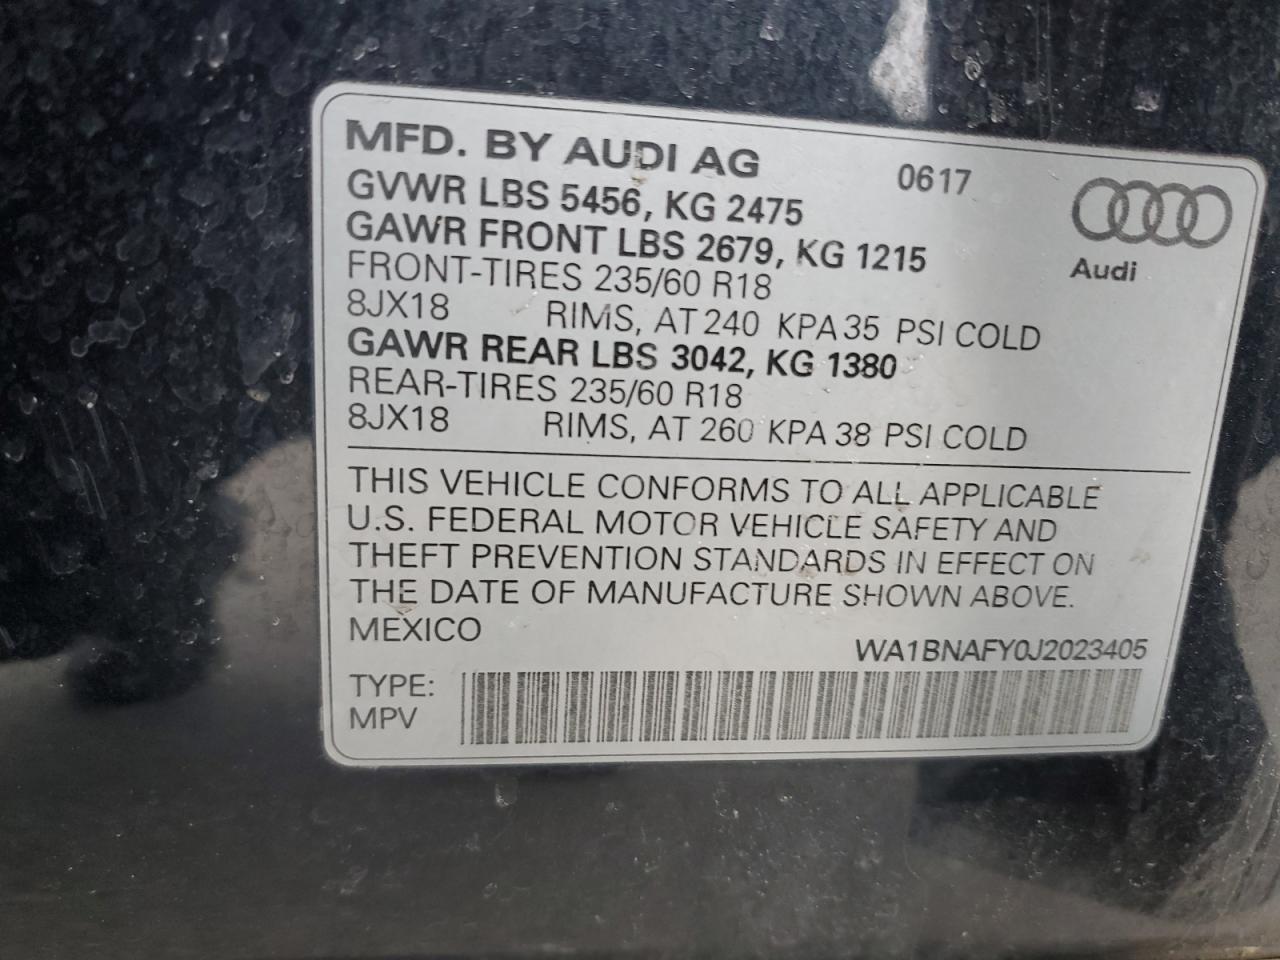 MFD. BY AUDI AG 0617
GVWR LBS 5456, KG 2475
GAWR FRONT LBS 2679, KG 1215
Audi
FRONT-TIRES 235/60 R18
8JX18 RIMS, AT 240 KPA 35 PSI COLD
GAWR REAR LBS 3042, KG 1380
REAR-TIRES 235/60 R18
8JX18 RIMS, AT 260 KPA 38 PSI COLD
THIS VEHICLE CONFORMS TO ALL APPLICABLE
U.S. FEDERAL MOTOR VEHICLE SAFETY AND
THEFT PREVENTION STANDARDS IN EFFECT ON
THE DATE OF MANUFACTURE SHOWN ABOVE.
MEXICO
WA1BNAFY0J2023405
TYPE:
MPV